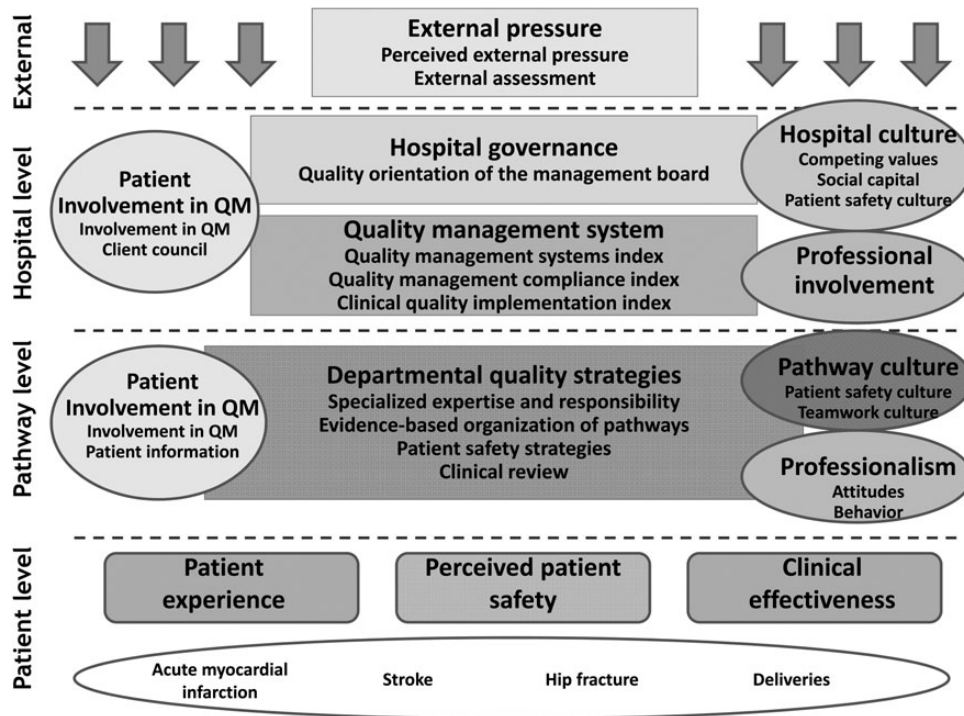 External
External pressure
Perceived external pressure
External assessment
Hospital level
Patient
Involvement in QM
Involvement in QM
Client council
Hospital governance
Quality orientation of the management board
Quality management system
Quality management systems index
Quality management compliance index
Clinical quality implementation index
Hospital culture
Competing values
Social capital
Patient safety culture
Professional
involvement
Pathway level
Patient
Involvement in QM
Involvement in QM
Patient information
Departmental quality strategies
Specialized expertise and responsibility
Evidence-based organization of pathways
Patient safety strategies
Clinical review
Pathway culture
Patient safety culture
Teamwork culture
Professionalism
Attitudes
Behavior
Patient level
Patient
experience
Perceived patient
safety
Clinical
effectiveness
Acute myocardial
infarction
Stroke
Hip fracture
Deliveries